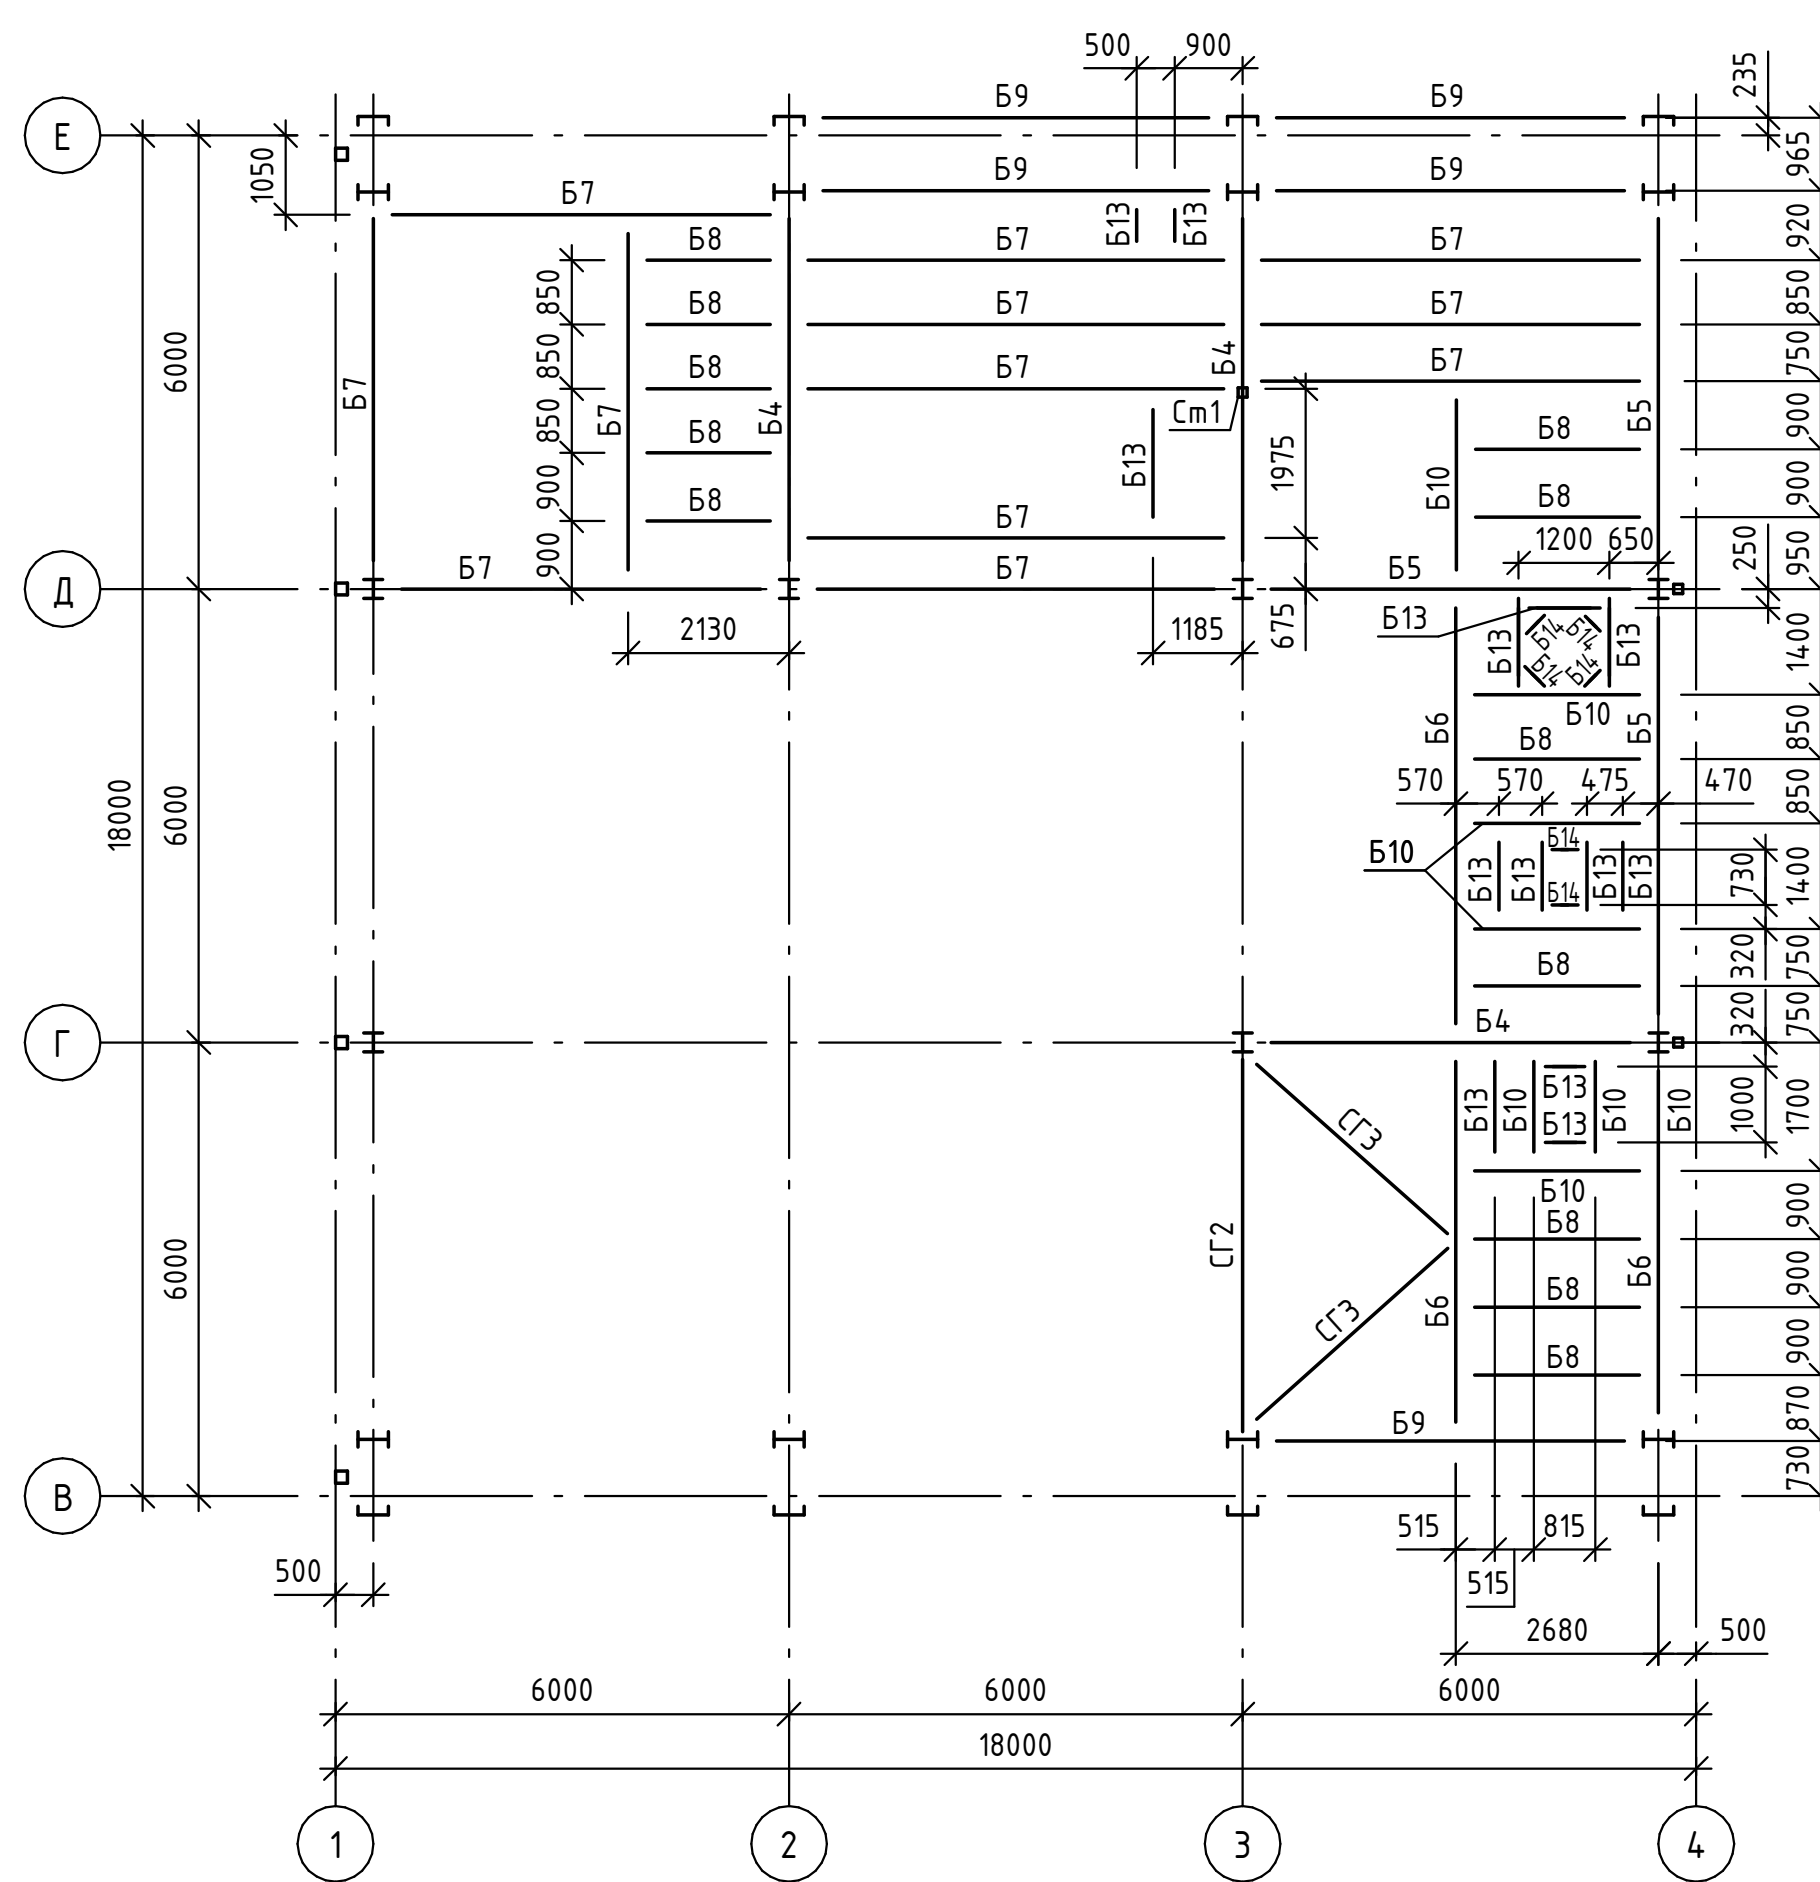 500 900
235
Б9 Б9
Е
965
1050
Б9 Б9
Б7
Б13 Б13
920
Б8 Б7 Б7
850
850
Б8 Б7 Б7
6000
850
Б4
750
Б8 Б7 Б7
Б7
Б7
Б4
Ст1
Б5
900
850
Б8
Б8
Б13
1975
Б10
900
900
Б8
Б8
Б7
1200 650
250
950
900
Б7 Б7 Б5
Д
2130
1185
675
Б13
Б13
Б14
Б14
Б14
Б14
Б13
1400
Б6
Б10
Б5
850
Б8
570 570 475 470
850
18000
6000
Б10
Б14
Б13
Б13
Б14
Б13
Б13
730
1400
Б8
320
750
Б4
320
750
Г
Б13
Б10
Б13
Б13
Б10
Б10
1000
1700
СГ3
Б10
900
Б8
СГ2
6000
Б8
Б6
900
СГ3
Б6
Б8
900
Б9
870
В
730
515 815
500
515
2680 500
6000 6000 6000
18000
1 2 3 4